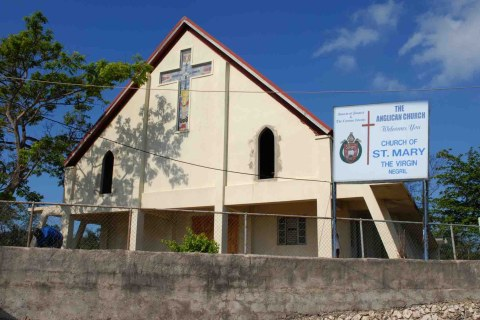 THE
ANGLICAN CHURCH
Welcomes You
CHURCH OF
ST. MARY
THE VIRGIN
NEGRIL